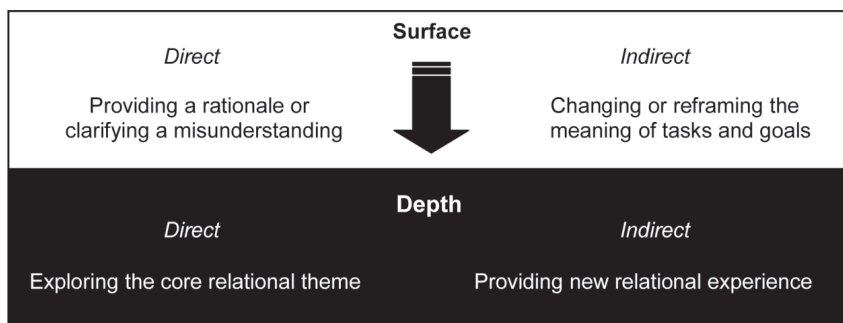 Surface
Direct
Indirect
Providing a rationale or
clarifying a misunderstanding
Changing or reframing the
meaning of tasks and goals
Depth
Direct
Indirect
Exploring the core relational theme
Providing new relational experience